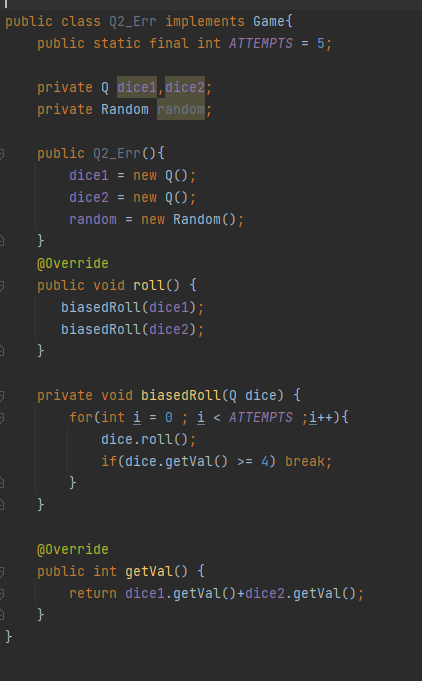 public class Q2_Err implements Game{
    public static final int ATTEMPTS = 5;

    private Q dice1,dice2;
    private Random random;

    public Q2_Err(){
        dice1 = new Q();
        dice2 = new Q();
        random = new Random();
    }
    @Override
    public void roll() {
       biasedRoll(dice1);
       biasedRoll(dice2);
    }

    private void biasedRoll(Q dice) {
        for(int i = 0 ; i < ATTEMPTS ;i++){
            dice.roll();
            if(dice.getVal() >= 4) break;
        }
    }

    @Override
    public int getVal() {
        return dice1.getVal()+dice2.getVal();
    }
}